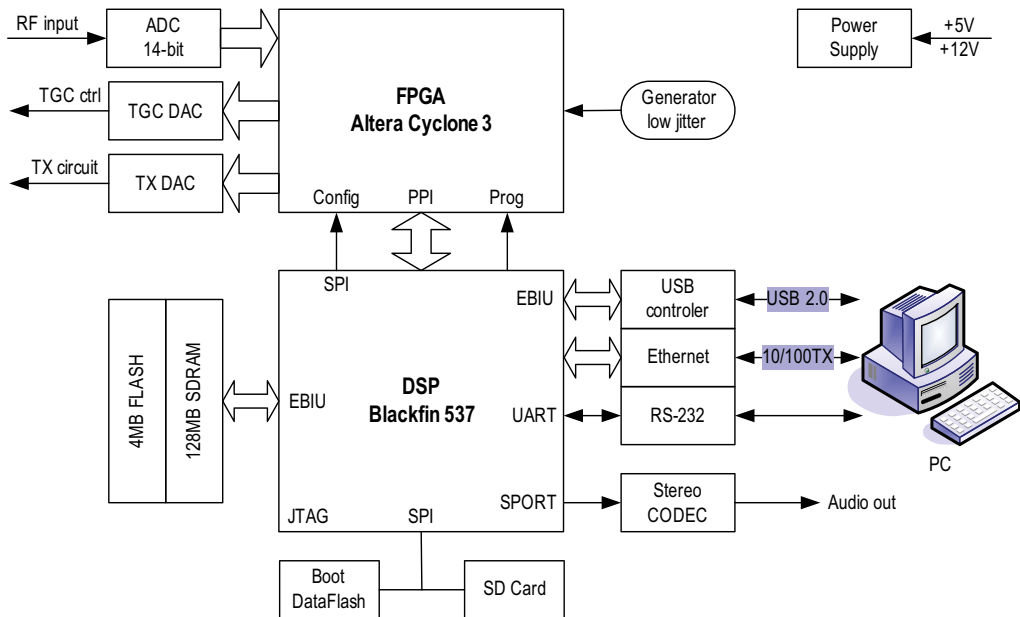 RF input
ADC
14-bit
TGC ctrl
TGC DAC
TX circuit
TX DAC
FPGA
Altera Cyclone 3
Config
PPI
Prog
Generator
low jitter
Power
Supply
+5V
+12V
SPI
EBIU
USB
controler
USB 2.0
Ethernet
10/100TX
4MB FLASH
128MB SDRAM
EBIU
DSP
Blackfin 537
UART
RS-232
PC
SPORT
Stereo
CODEC
Audio out
JTAG
SPI
Boot
DataFlash
SD Card